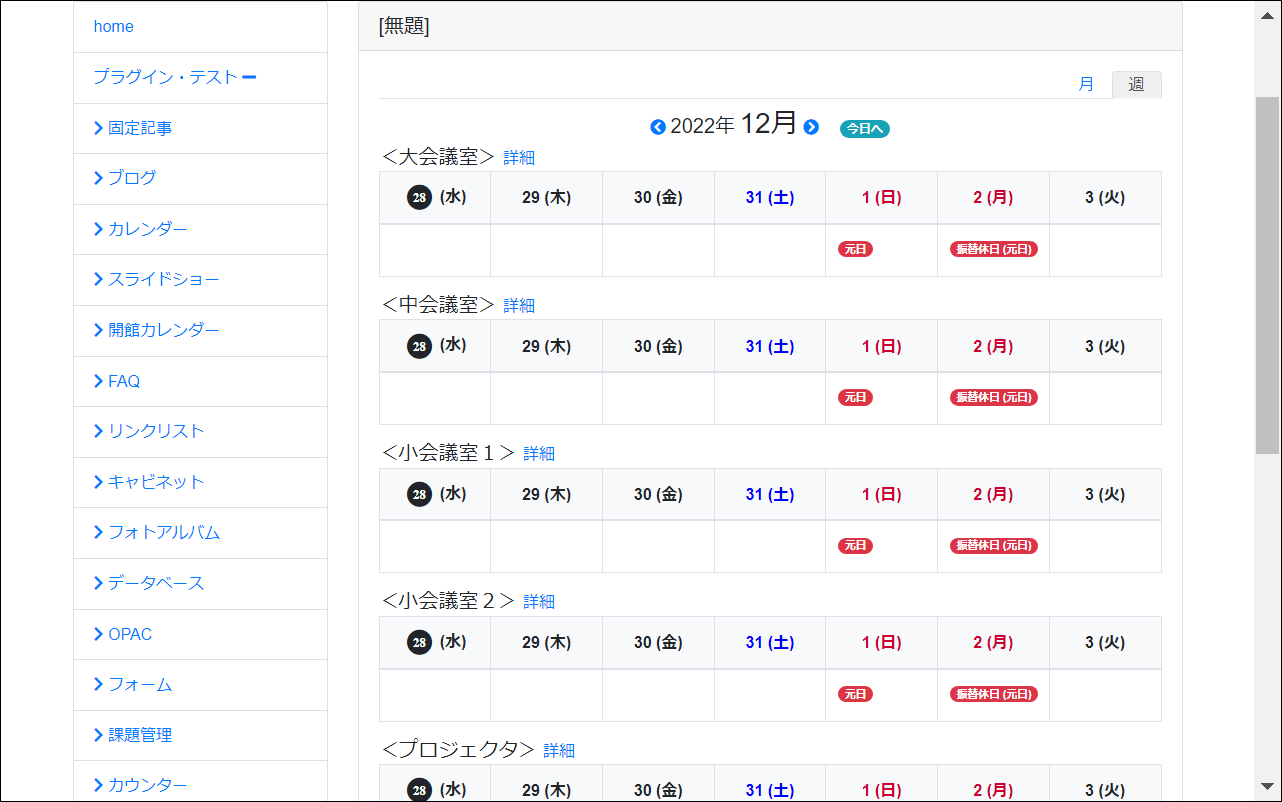 home
プラグイン・テスト
固定記事
ブログ
カレンダー
スライドショー
開館カレンダー
FAQ
リンクリスト
キャビネット
フォトアルバム
データベース
OPAC
フォーム
課題管理
カウンター
[無題]
月 週
2022年 12月 今日へ
＜大会議室＞ 詳細
28 (水) 29 (木) 30 (金) 31 (土) 1 (日) 2 (月) 3 (火)
元日 振替休日 (元日)
＜中会議室＞ 詳細
28 (水) 29 (木) 30 (金) 31 (土) 1 (日) 2 (月) 3 (火)
元日 振替休日 (元日)
＜小会議室１＞ 詳細
28 (水) 29 (木) 30 (金) 31 (土) 1 (日) 2 (月) 3 (火)
元日 振替休日 (元日)
＜小会議室２＞ 詳細
28 (水) 29 (木) 30 (金) 31 (土) 1 (日) 2 (月) 3 (火)
元日 振替休日 (元日)
＜プロジェクタ＞ 詳細
28 (水) 29 (木) 30 (金) 31 (土) 1 (日) 2 (月) 3 (火)